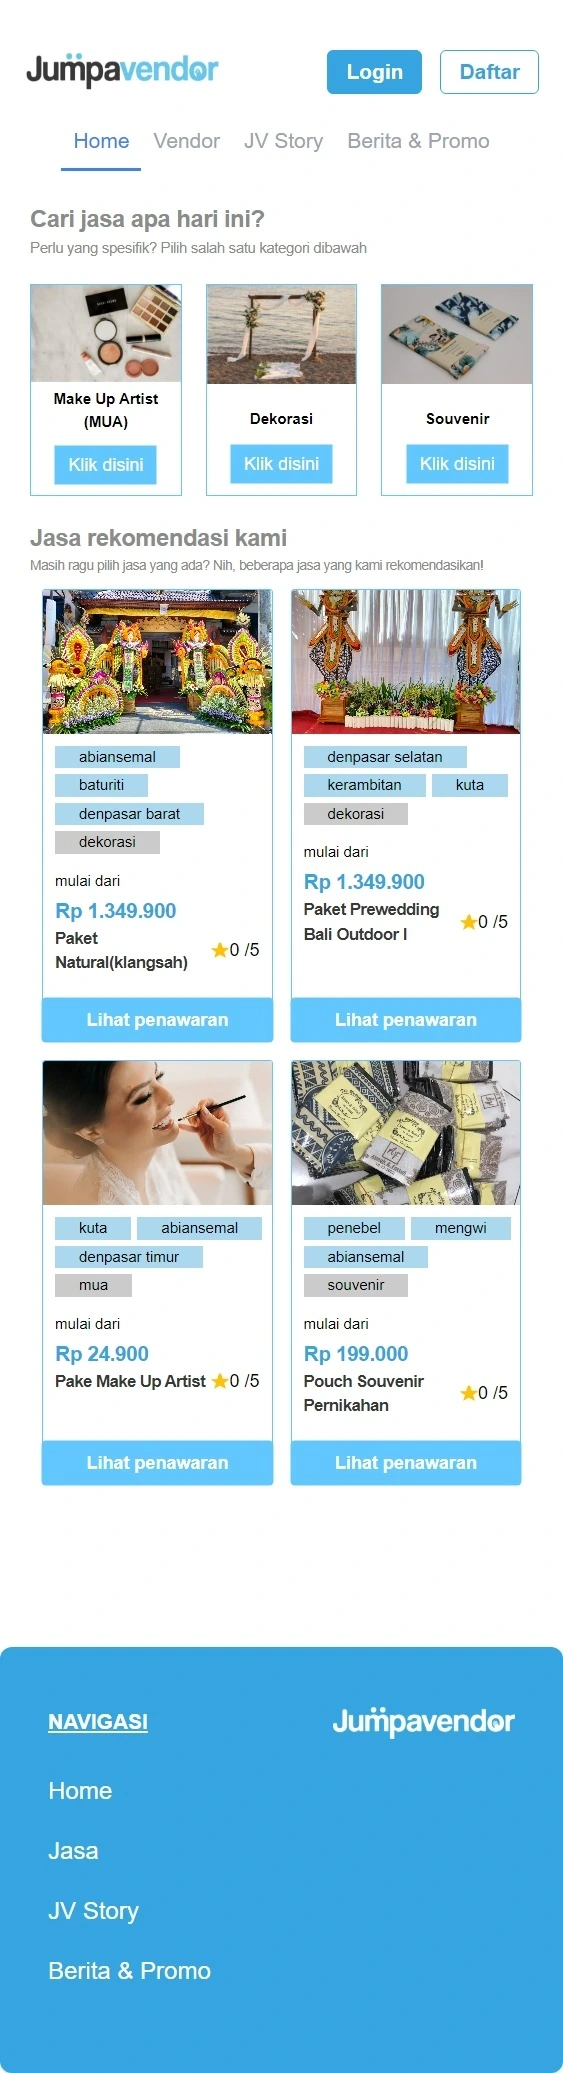 Jumpavendor
Login
Daftar
Home
Vendor
JV Story
Berita & Promo
Cari jasa apa hari ini?
Perlu yang spesifik? Pilih salah satu kategori dibawah
Make Up Artist
(MUA)
Klik disini
Dekorasi
Klik disini
Souvenir
Klik disini
Jasa rekomendasi kami
Masih ragu pilih jasa yang ada? Nih, beberapa jasa yang kami rekomendasikan!
abiansemal
baturiti
denpasar barat
dekorasi
mulai dari
Rp 1.349.900
Paket
Natural(klangsah)
0 /5
Lihat penawaran
denpasar selatan
kerambitan
kuta
dekorasi
mulai dari
Rp 1.349.900
Paket Prewedding
Bali Outdoor I
0 /5
Lihat penawaran
kuta
abiansemal
denpasar timur
mua
mulai dari
Rp 24.900
Pake Make Up Artist
0 /5
Lihat penawaran
penebel
mengwi
abiansemal
souvenir
mulai dari
Rp 199.000
Pouch Souvenir
Pernikahan
0 /5
Lihat penawaran
NAVIGASI
Jumpavendor
Home
Jasa
JV Story
Berita & Promo